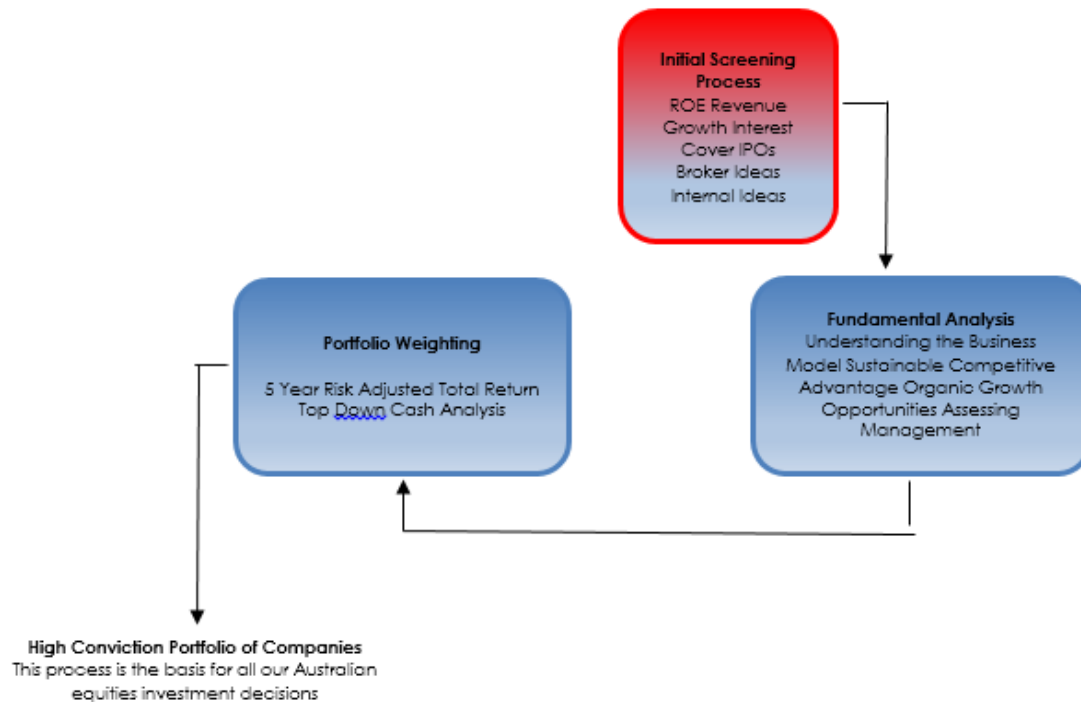 Initial Screening
Process
ROE Revenue
Growth Interest
Cover IPOs
Broker Ideas
Internal Ideas
Fundamental Analysis
Understanding the Business
Model Sustainable Competitive
Advantage Organic Growth
Opportunities Assessing
Management
Portfolio Weighting
5 Year Risk Adjusted Total Return
Top Down Cash Analysis
High Conviction Portfolio of Companies
This process is the basis for all our Australian
equities investment decisions